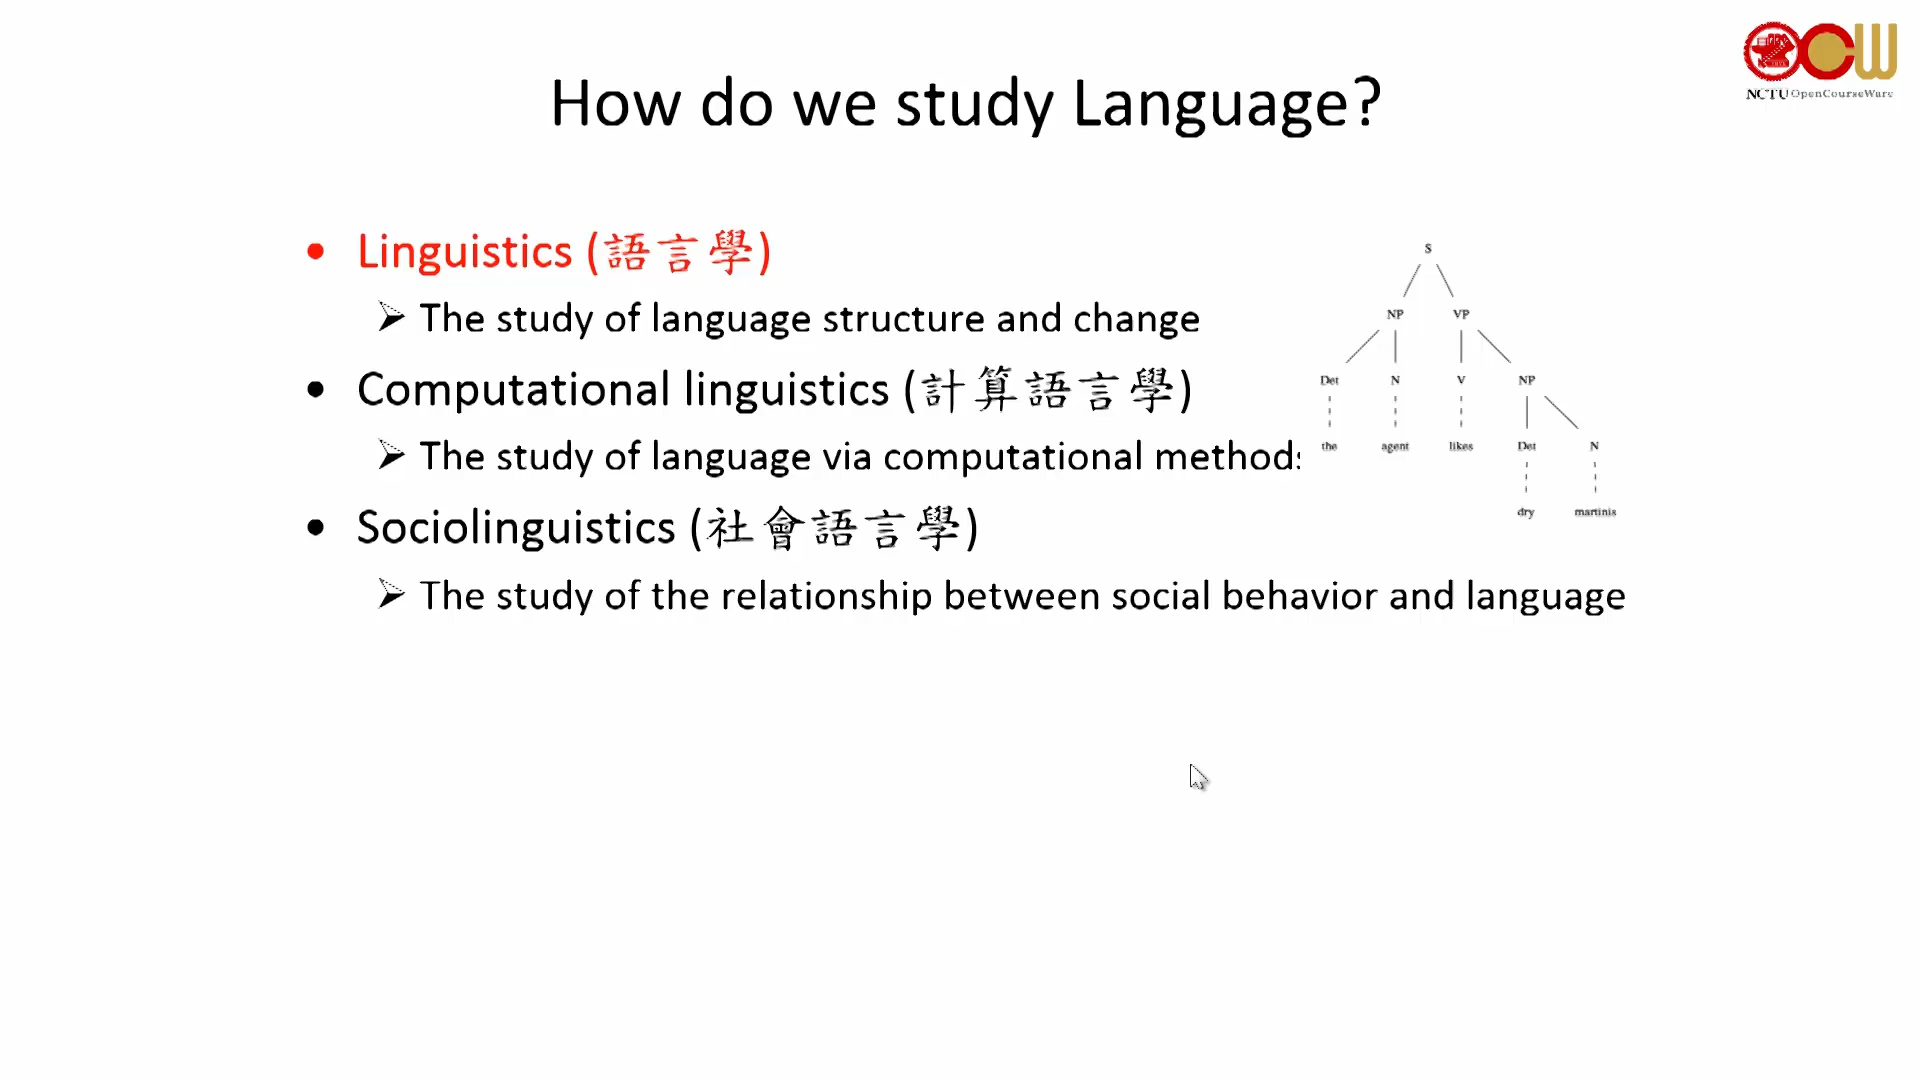 NCTU OpenCourseWare
How do we study Language?
• Linguistics (語言學)
➢ The study of language structure and change
• Computational linguistics (計算語言學)
➢ The study of language via computational methods
• Sociolinguistics (社會語言學)
➢ The study of the relationship between social behavior and language
S
NP VP
Det N V NP
the agent likes Det N
dry martinis